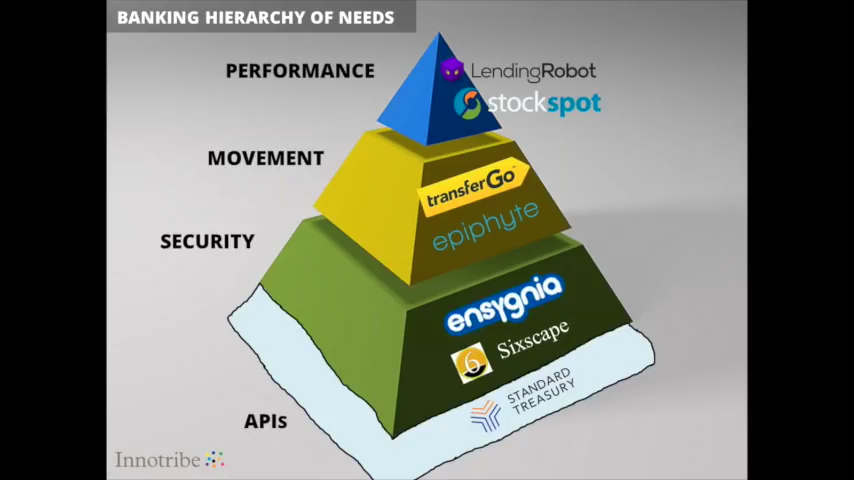 BANKING HIERARCHY OF NEEDS
PERFORMANCE
LendingRobot
stockspot
MOVEMENT
transferGo
epiphyte
SECURITY
ensygnia
6 Sixscape
STANDARD
TREASURY
APIs
Innotribe